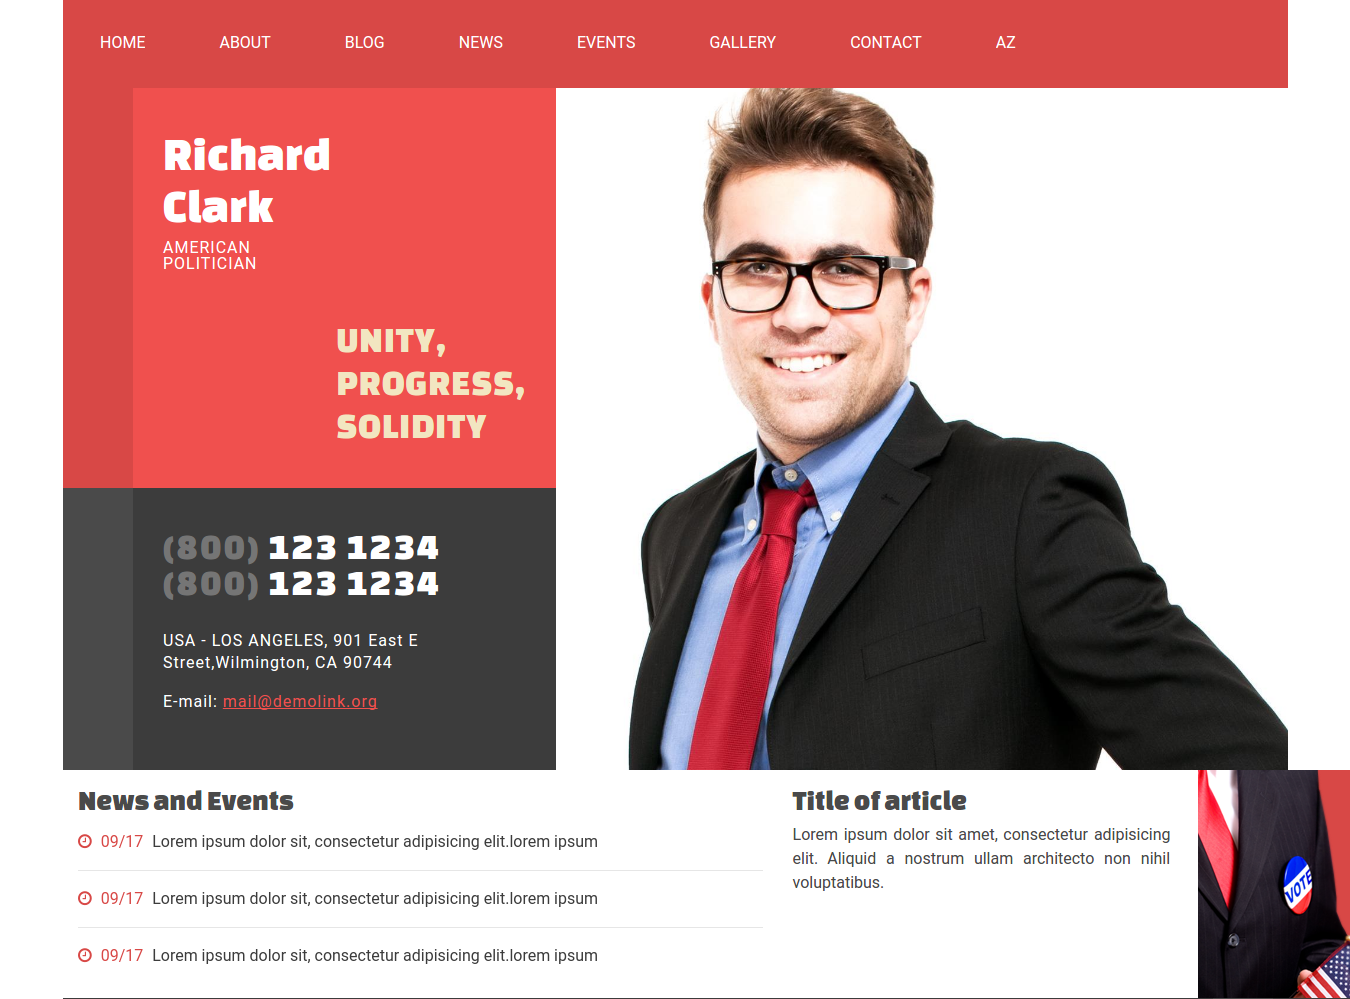 HOME ABOUT BLOG NEWS EVENTS GALLERY CONTACT AZ
Richard
Clark
AMERICAN
POLITICIAN
UNITY,
PROGRESS,
SOLIDITY
(800) 123 1234
(800) 123 1234
USA - LOS ANGELES, 901 East E
Street,Wilmington, CA 90744
E-mail: mail@demolink.org
News and Events
09/17 Lorem ipsum dolor sit, consectetur adipisicing elit.lorem ipsum
09/17 Lorem ipsum dolor sit, consectetur adipisicing elit.lorem ipsum
09/17 Lorem ipsum dolor sit, consectetur adipisicing elit.lorem ipsum
Title of article
Lorem ipsum dolor sit amet, consectetur adipisicing
elit. Aliquid a nostrum ullam architecto non nihil
voluptatibus.
VOTE